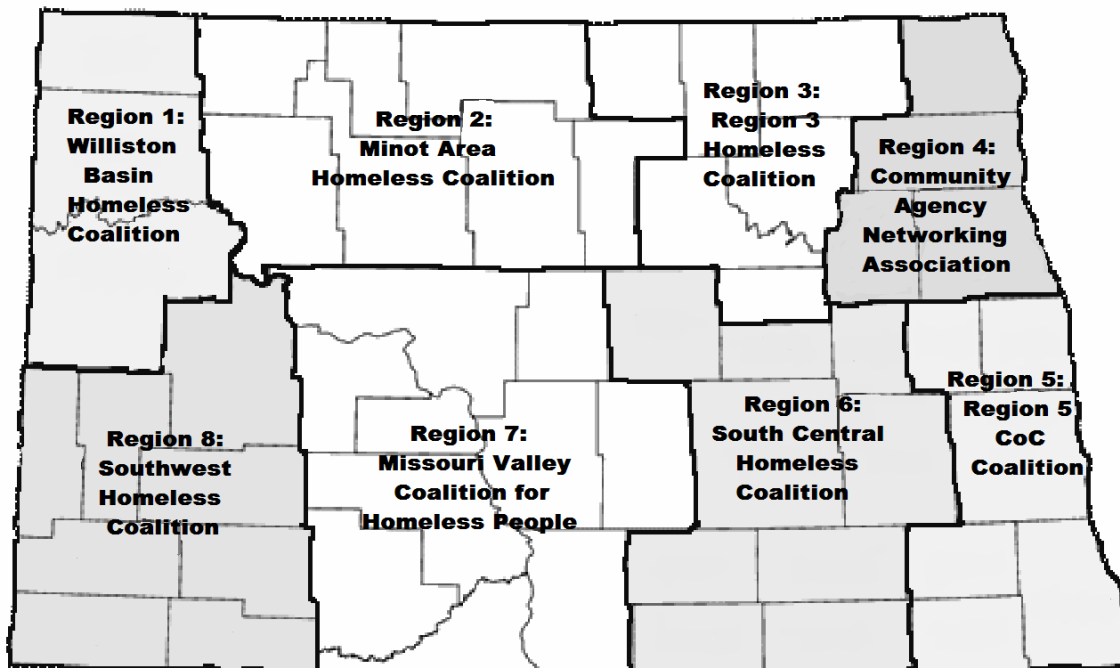 Region 1:
Williston
Basin
Homeless
Coalition
Region 2:
Minot Area
Homeless Coalition
Region 3:
Region 3
Homeless
Coalition
Region 4:
Community
Agency
Networking
Association
Region 5:
Region 5
CoC
Coalition
Region 6:
South Central
Homeless
Coalition
Region 7:
Missouri Valley
Coalition for
Homeless People
Region 8:
Southwest
Homeless
Coalition